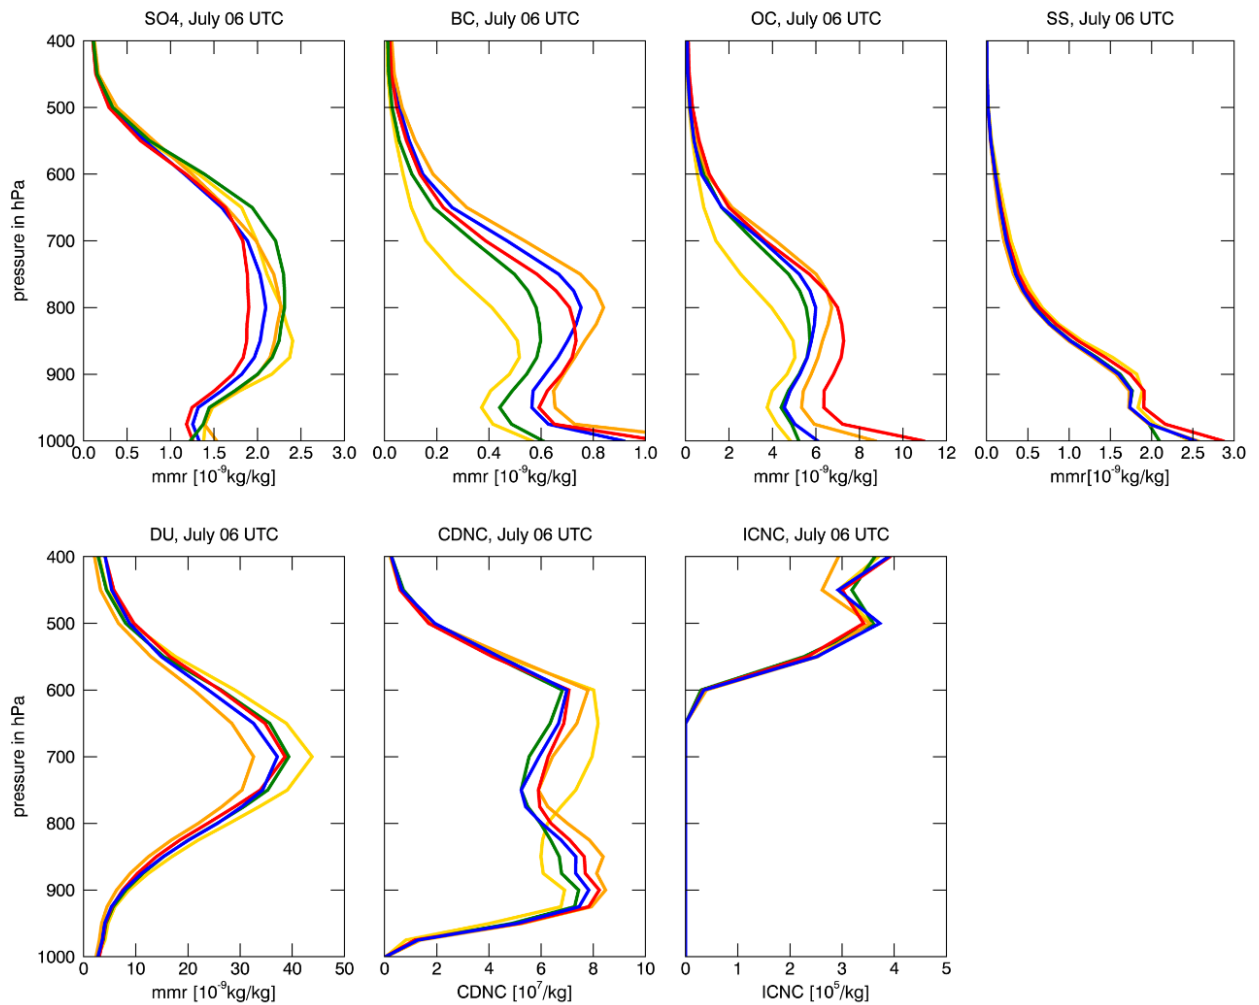 SO4, July 06 UTC
BC, July 06 UTC
OC, July 06 UTC
SS, July 06 UTC
pressure in hPa
400
500
600
700
800
900
1000
0.0 0.5 1.0 1.5 2.0 2.5 3.0
0.0 0.2 0.4 0.6 0.8 1.0
0 2 4 6 8 10 12
0.0 0.5 1.0 1.5 2.0 2.5 3.0
mmr [10⁻⁹kg/kg]
mmr [10⁻⁹kg/kg]
mmr [10⁻⁹kg/kg]
mmr[10⁻⁹kg/kg]
DU, July 06 UTC
CDNC, July 06 UTC
ICNC, July 06 UTC
pressure in hPa
400
500
600
700
800
900
1000
0 10 20 30 40 50
0 2 4 6 8 10
0 1 2 3 4 5
mmr [10⁻⁹kg/kg]
CDNC [10⁷/kg]
ICNC [10⁵/kg]